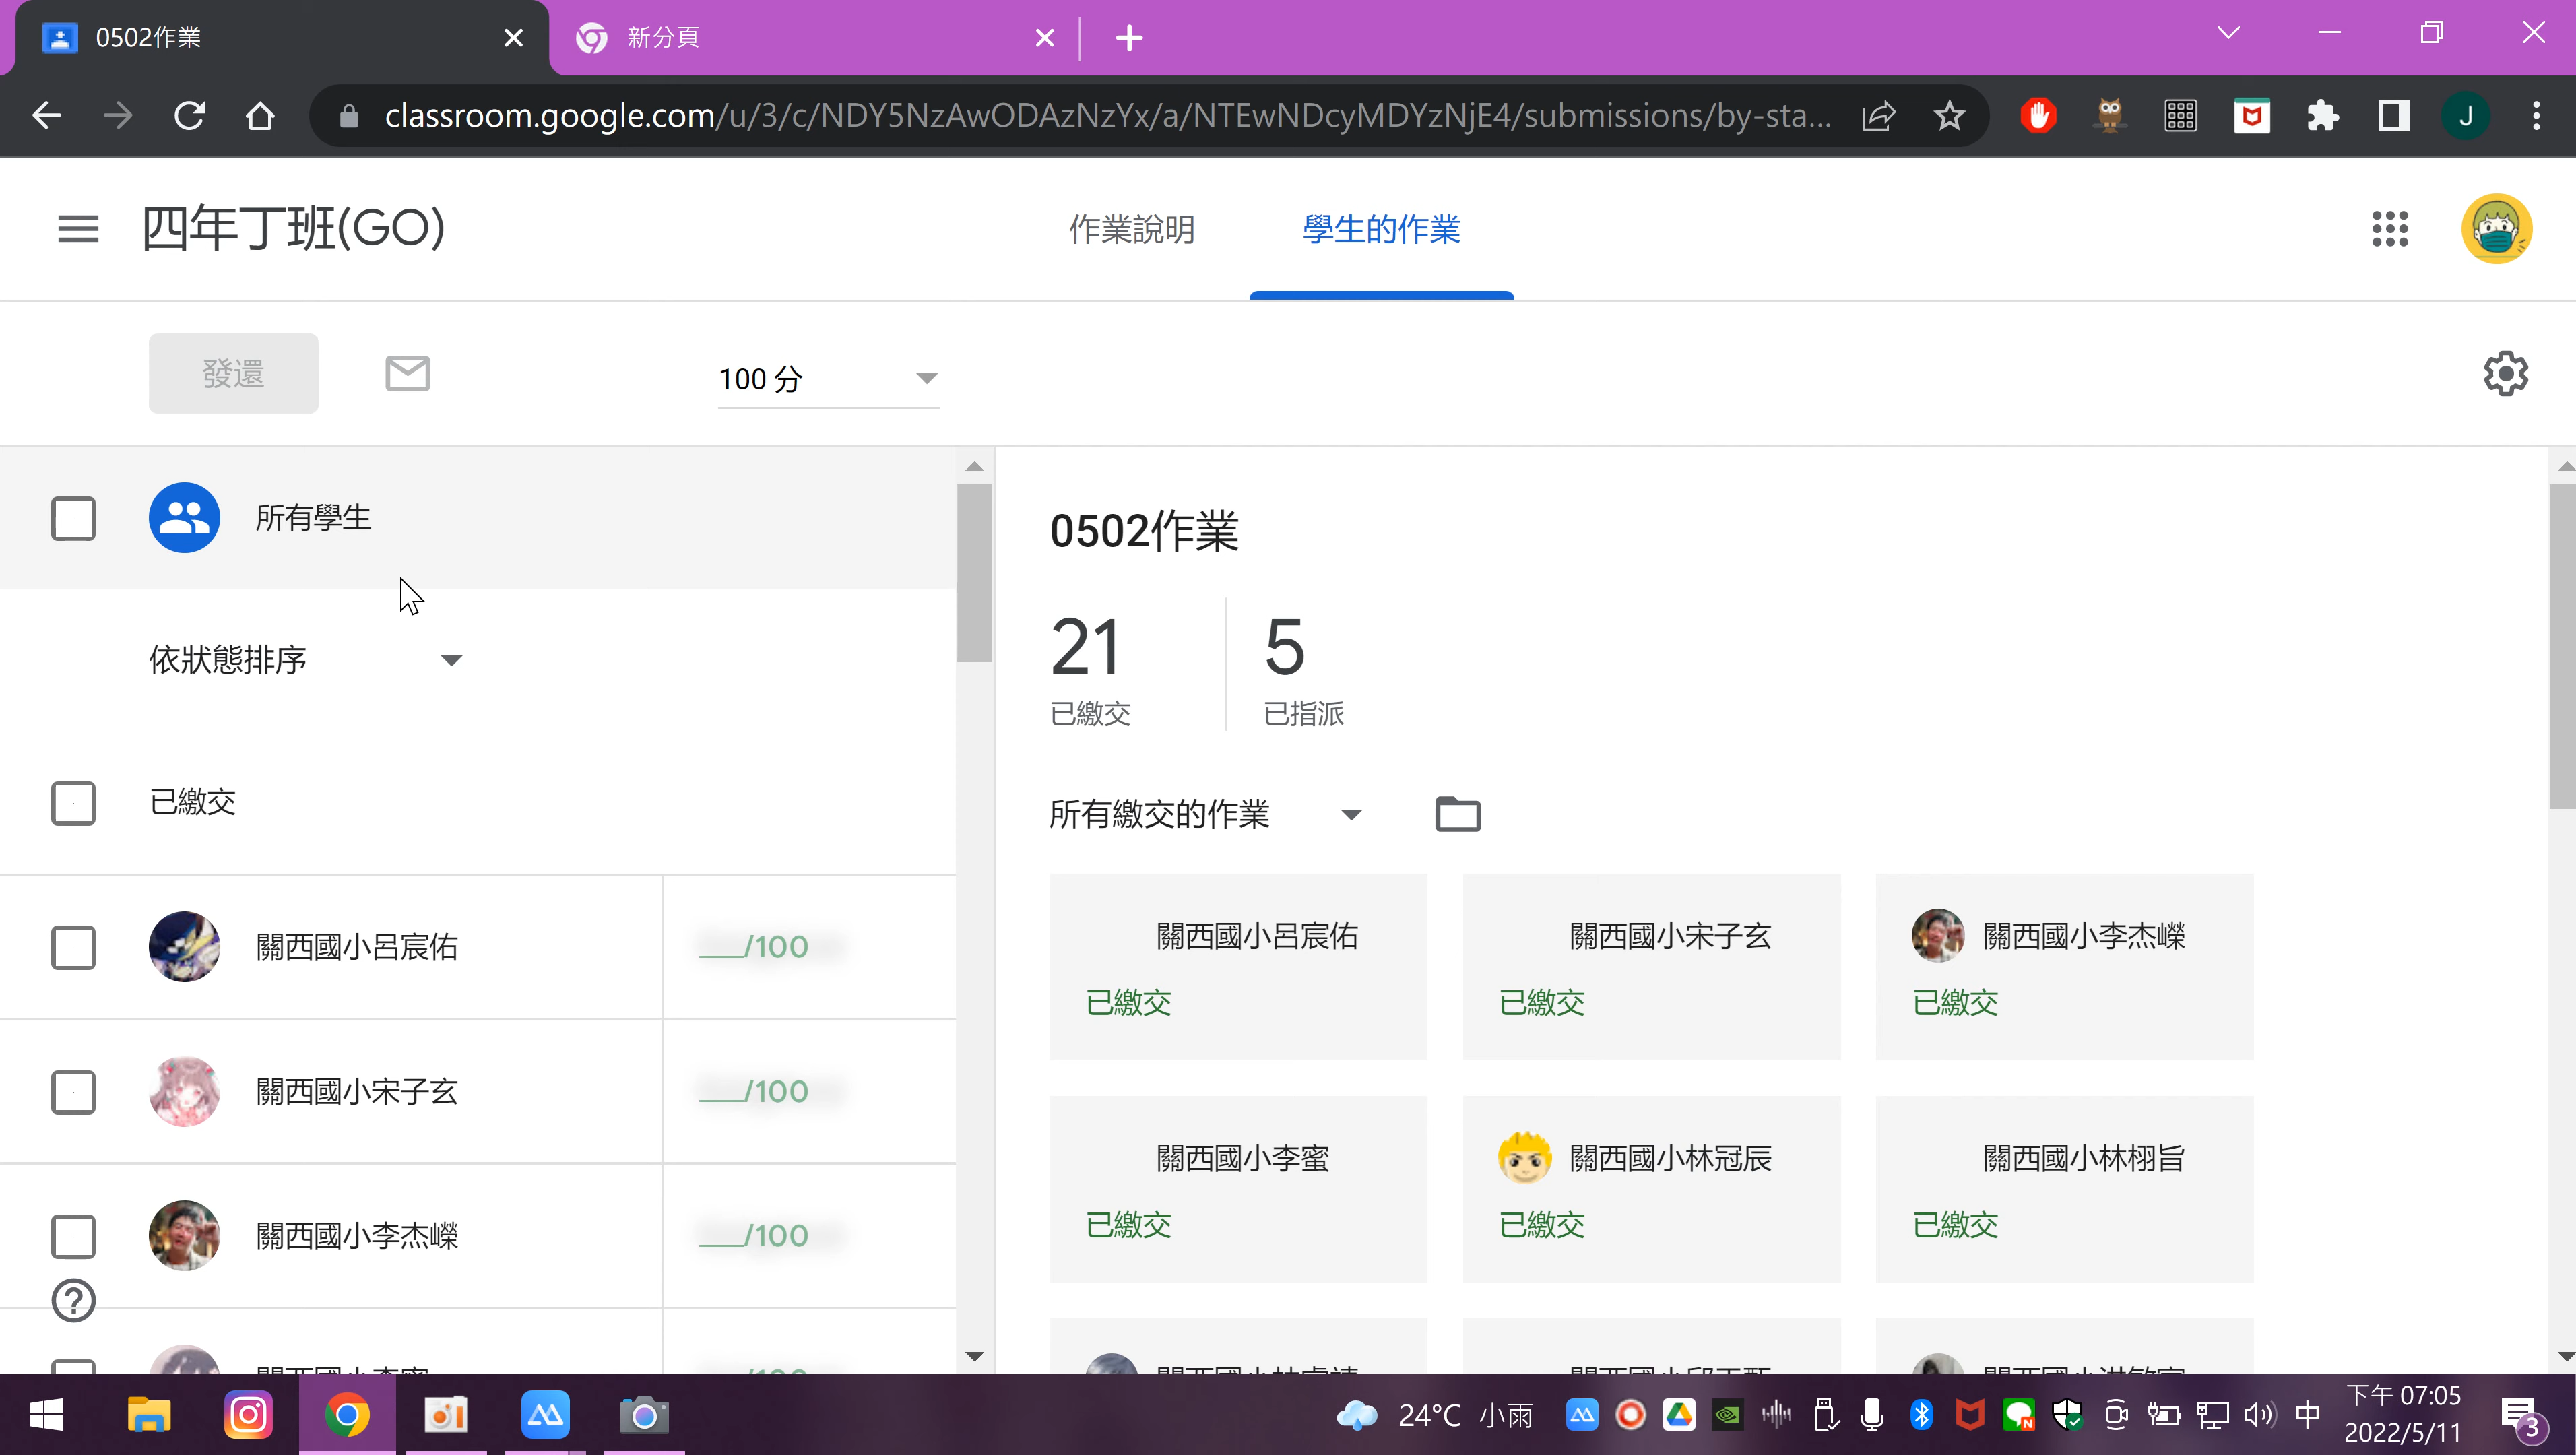 0502作業
新分頁
classroom.google.com/u/3/c/NDY5NzAwODAzNzYx/a/NTEwNDcyMDYzNjE4/submissions/by-sta...
J
四年丁班(GO)
作業說明
學生的作業
發還
100 分
所有學生
依狀態排序
已繳交
關西國小呂宸佑
___/100
關西國小宋子玄
___/100
關西國小李杰嶸
___/100
0502作業
21
已繳交
5
已指派
所有繳交的作業
關西國小呂宸佑
已繳交
關西國小宋子玄
已繳交
關西國小李杰嶸
已繳交
關西國小李蜜
已繳交
關西國小林冠辰
已繳交
關西國小林栩旨
已繳交
24°C 小雨
中
下午 07:05
2022/5/11
3